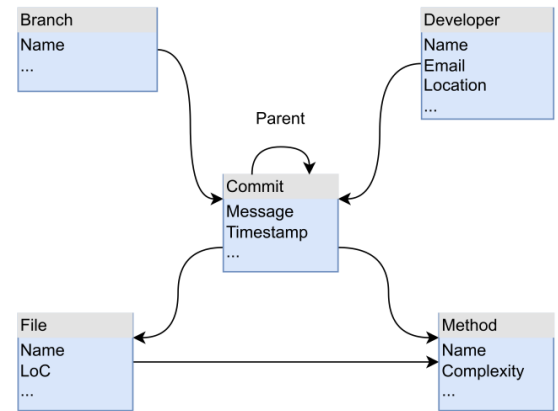 Branch
Name
...
Developer
Name
Email
Location
...
Parent
Commit
Message
Timestamp
...
File
Name
LoC
...
Method
Name
Complexity
...